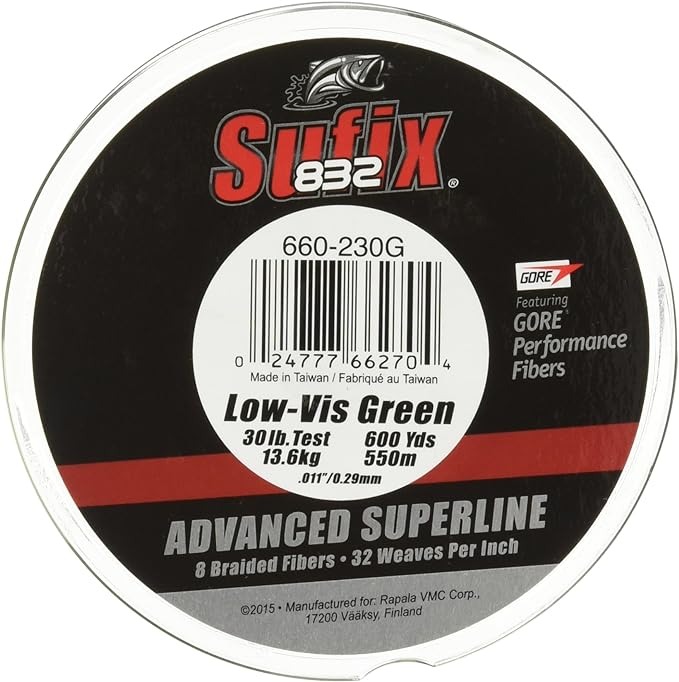 Sufix
832
®
660-230G
0 24777 66270 4
Made in Taiwan / Fabriqué au Taiwan
Low-Vis Green
30lb.Test 600 Yds
13.6kg 550m
.011"/0.29mm
GORE
Featuring
GORE®
Performance
Fibers
ADVANCED SUPERLINE
8 Braided Fibers • 32 Weaves Per Inch
©2015 • Manufactured for: Rapala VMC Corp.,
17200 Vääksy, Finland